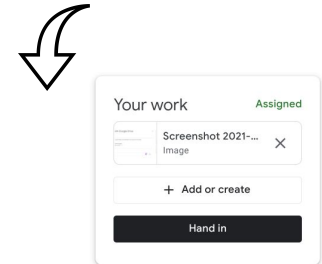 Your work
Assigned
Screenshot 2021-...
Image
+ Add or create
Hand in